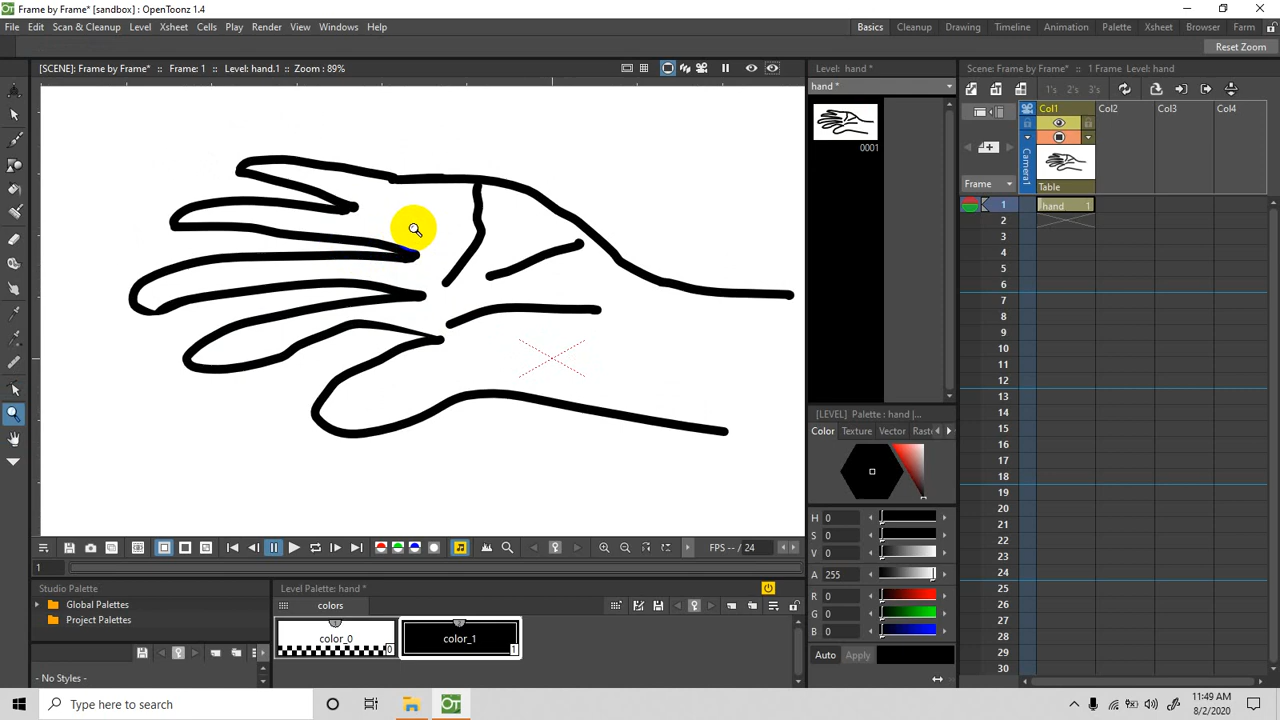 Frame by Frame* [sandbox] : OpenToonz 1.4
File Edit Scan & Cleanup Level Xsheet Cells Play Render View Windows Help
Basics Cleanup Drawing Timeline Animation Palette Xsheet Browser Farm
Reset Zoom
[SCENE]: Frame by Frame* :: Frame: 1 :: Level: hand.1 :: Zoom : 89%
Level: hand *
Scene: Frame by Frame* :: 1 Frame Level: hand
hand *
1's 2's 3's
0001
Col1 Col2 Col3 Col4
Camera1
Table
Frame
hand 1
1
2
3
4
5
6
7
8
9
10
11
12
13
14
15
16
17
18
19
20
21
22
23
24
25
26
27
28
29
30
[LEVEL] Palette : hand |...
Color Texture Vector Raste
H 0
S 0
V 0
A 255
R 0
G 0
B 0
Auto Apply
FPS -- / 24
1
Studio Palette
Global Palettes
Project Palettes
- No Styles -
Level Palette: hand *
colors
color_0 0
color_1 1
Type here to search
11:49 AM
8/2/2020